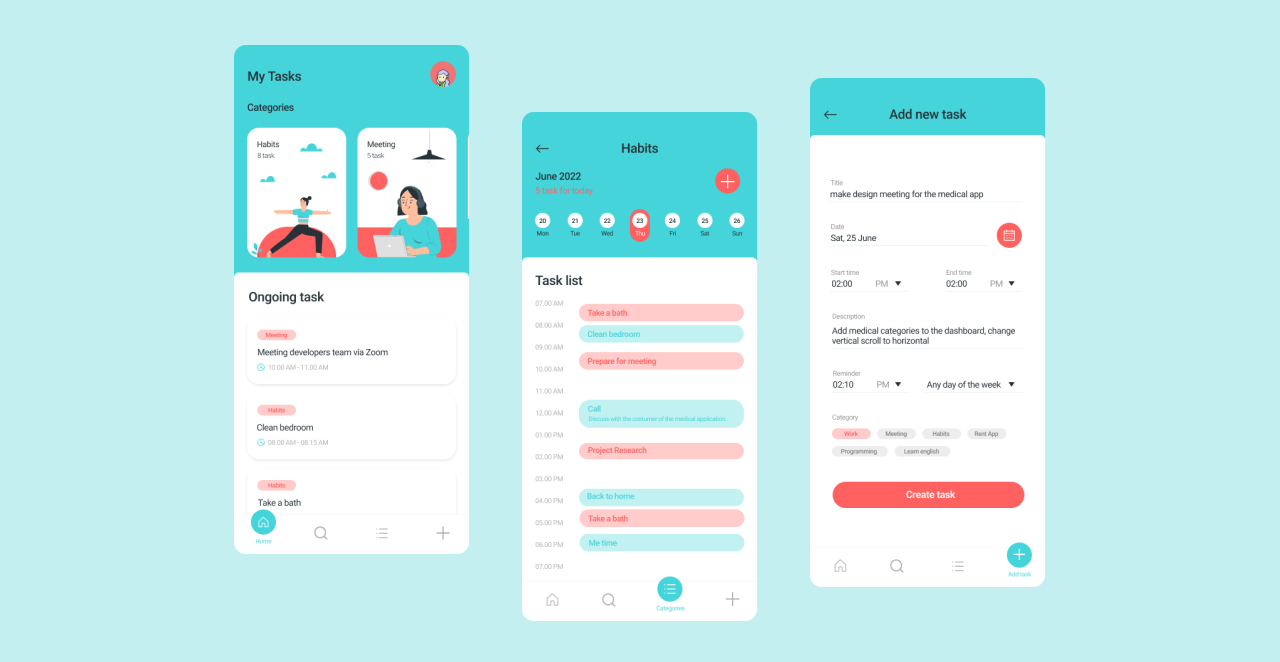 My Tasks
Categories
Habits
8 task
Meeting
5 task
Ongoing task
Meeting
Meeting developers team via Zoom
10.00 AM - 11.00 AM
Habits
Clean bedroom
08.00 AM - 08.15 AM
Habits
Take a bath
Home
Habits
June 2022
5 task for today
20 21 22 23 24 25 26
Mon Tue Wed Thu Fri Sat Sun
Task list
07.00 AM
Take a bath
08.00 AM
Clean bedroom
09.00 AM
Prepare for meeting
10.00 AM
11.00 AM
12.00 AM
Call
Discuss with the costumer of the medical application
01.00 PM
Project Research
02.00 PM
03.00 PM
04.00 PM
Back to home
05.00 PM
Take a bath
06.00 PM
Me time
07.00 PM
Categories
Add new task
Title
make design meeting for the medical app
Date
Sat, 25 June
Start time End time
02:00 PM 02:00 PM
Description
Add medical categories to the dashboard, change
vertical scroll to horizontal
Reminder
02:10 PM Any day of the week
Category
Work Meeting Habits Rent App
Programming Learn english
Create task
Add task